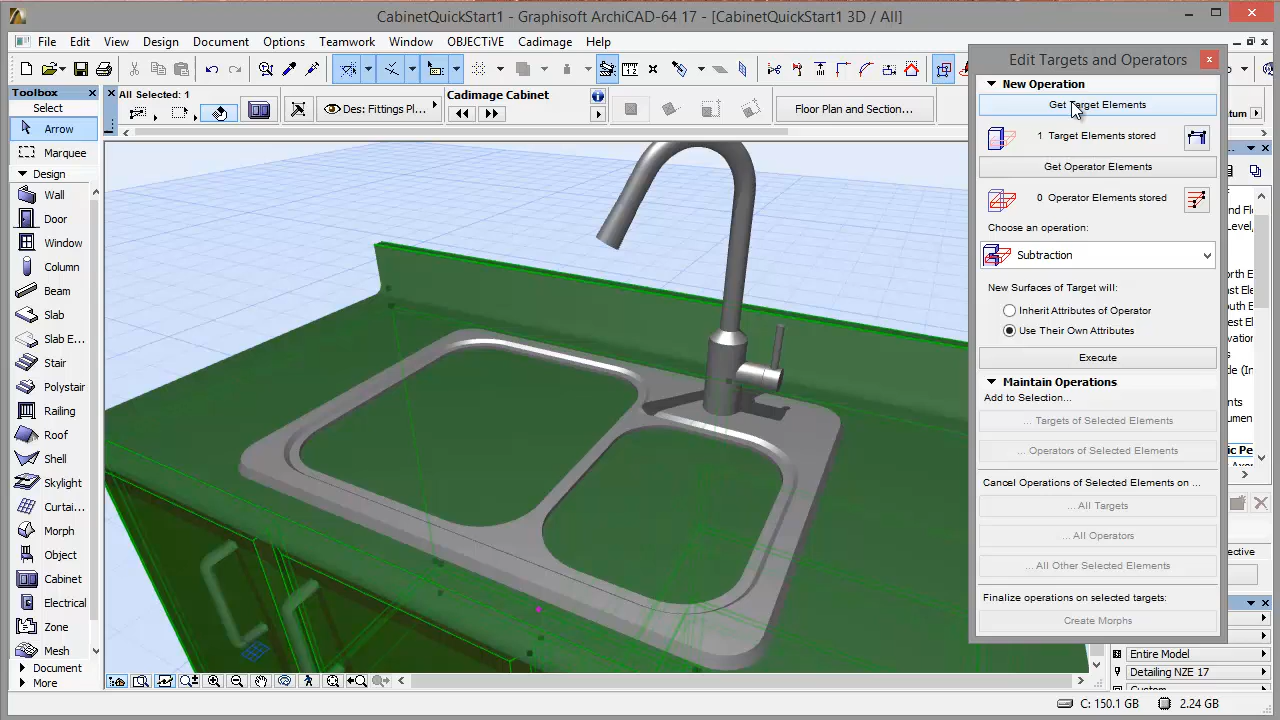 CabinetQuickStart1 - Graphisoft ArchiCAD-64 17 - [CabinetQuickStart1 3D / All]
File Edit View Design Document Options Teamwork Window OBJECTiVE Cadimage Help
Edit Targets and Operators
Toolbox
Select
Arrow
Marquee
Design
Wall
Door
Window
Column
Beam
Slab
Slab E...
Stair
Polystair
Railing
Roof
Shell
Skylight
Curtai...
Morph
Object
Cabinet
Electrical
Zone
Mesh
Document
More
All Selected: 1
Des: Fittings Pl...
Cadimage Cabinet
Floor Plan and Section...
New Operation
Get Target Elements
1 Target Elements stored
Get Operator Elements
0 Operator Elements stored
Choose an operation:
Subtraction
New Surfaces of Target will:
Inherit Attributes of Operator
Use Their Own Attributes
Execute
Maintain Operations
Add to Selection...
... Targets of Selected Elements
... Operators of Selected Elements
Cancel Operations of Selected Elements on ...
... All Targets
... All Operators
... All Other Selected Elements
Finalize operations on selected targets:
Create Morphs
Entire Model
Detailing NZE 17
C: 150.1 GB
2.24 GB